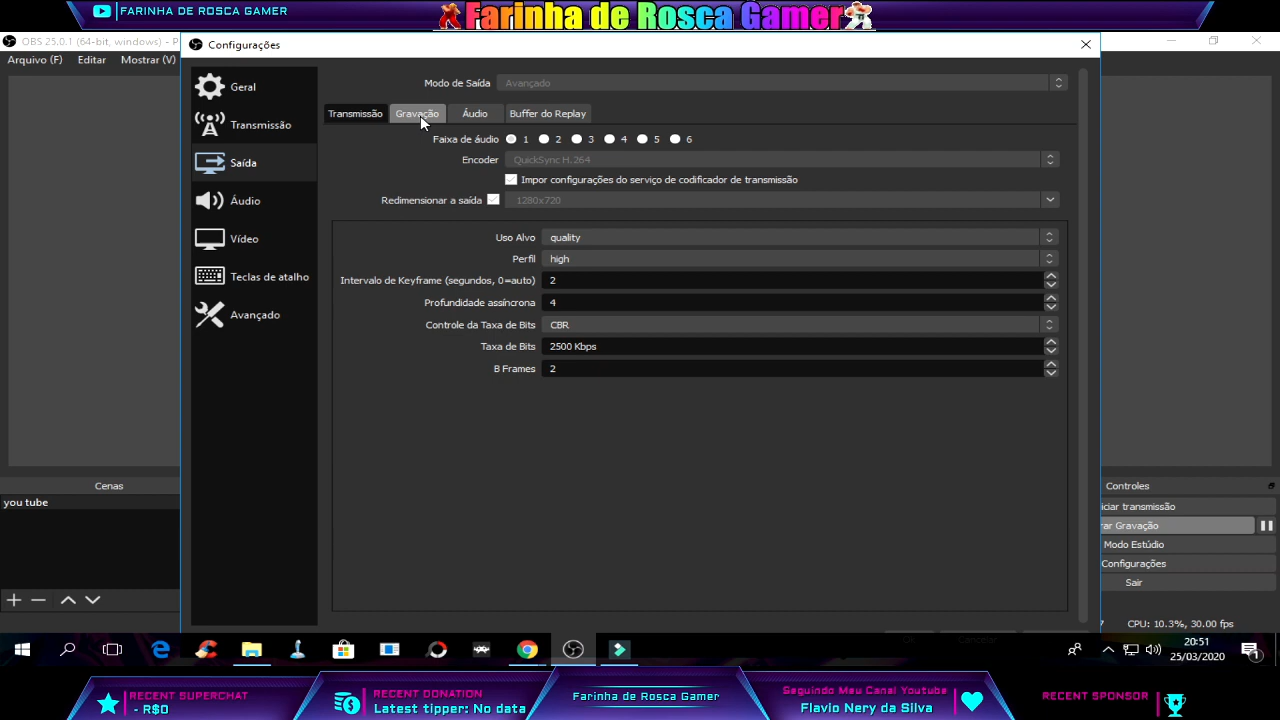 FARINHA DE ROSCA GAMER
Farinha de Rosca Gamer
OBS 25.0.1 (64-bit, windows) - P
Configurações
Arquivo (F) Editar Mostrar (V)
Geral
Transmissão
Saída
Áudio
Vídeo
Teclas de atalho
Avançado
Modo de Saída Avançado
Transmissão Gravação Áudio Buffer do Replay
Faixa de áudio 1 2 3 4 5 6
Encoder QuickSync H.264
Impor configurações do serviço de codificador de transmissão
Redimensionar a saída 1280x720
Uso Alvo quality
Perfil high
Intervalo de Keyframe (segundos, 0=auto) 2
Profundidade assíncrona 4
Controle da Taxa de Bits CBR
Taxa de Bits 2500 Kbps
B Frames 2
Cenas
you tube
Controles
iciar transmissão
rar Gravação
Modo Estúdio
Configurações
Sair
CPU: 10.3%, 30.00 fps
Cancelar
20:51
25/03/2020
RECENT SUPERCHAT
- R$0
RECENT DONATION
Latest tipper: No data
Farinha de Rosca Gamer
Seguindo Meu Canal Youtube
Flavio Nery da Silva
RECENT SPONSOR